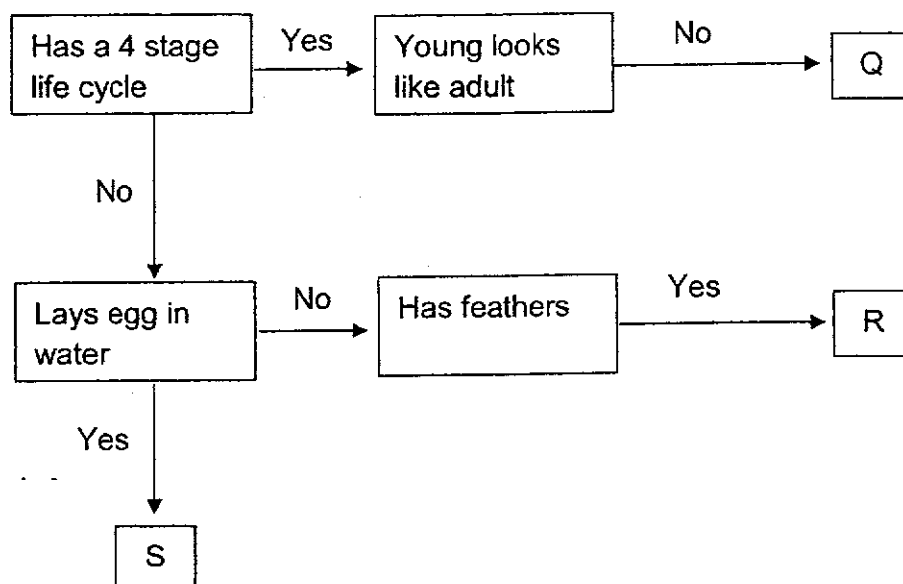 Has a 4 stage
life cycle
Yes
Young looks
like adult
No
Q
No
Lays egg in
water
No
Has feathers
Yes
R
Yes
S